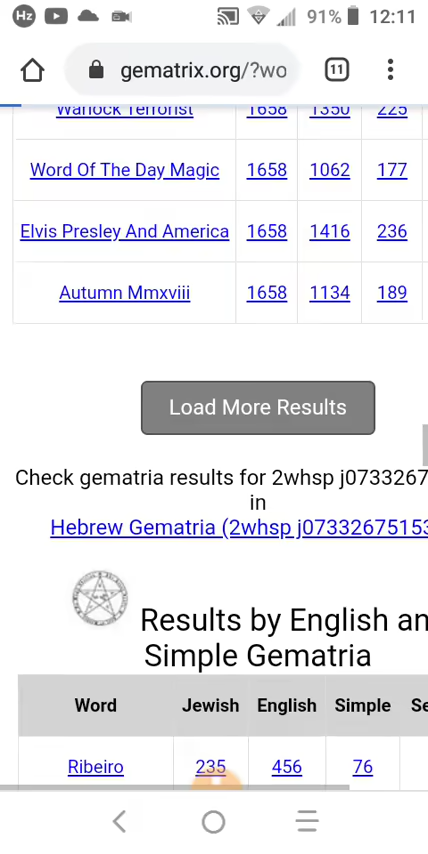 Hz 91% 12:11
gematrix.org/?wo 11
Warlock Terrorist 1658 1350 225
Word Of The Day Magic 1658 1062 177
Elvis Presley And America 1658 1416 236
Autumn Mmxviii 1658 1134 189
Load More Results
Check gematria results for 2whsp j0733267
in
Hebrew Gematria (2whsp j07332675153
Results by English an
Simple Gematria
Word Jewish English Simple Se
Ribeiro 235 456 76